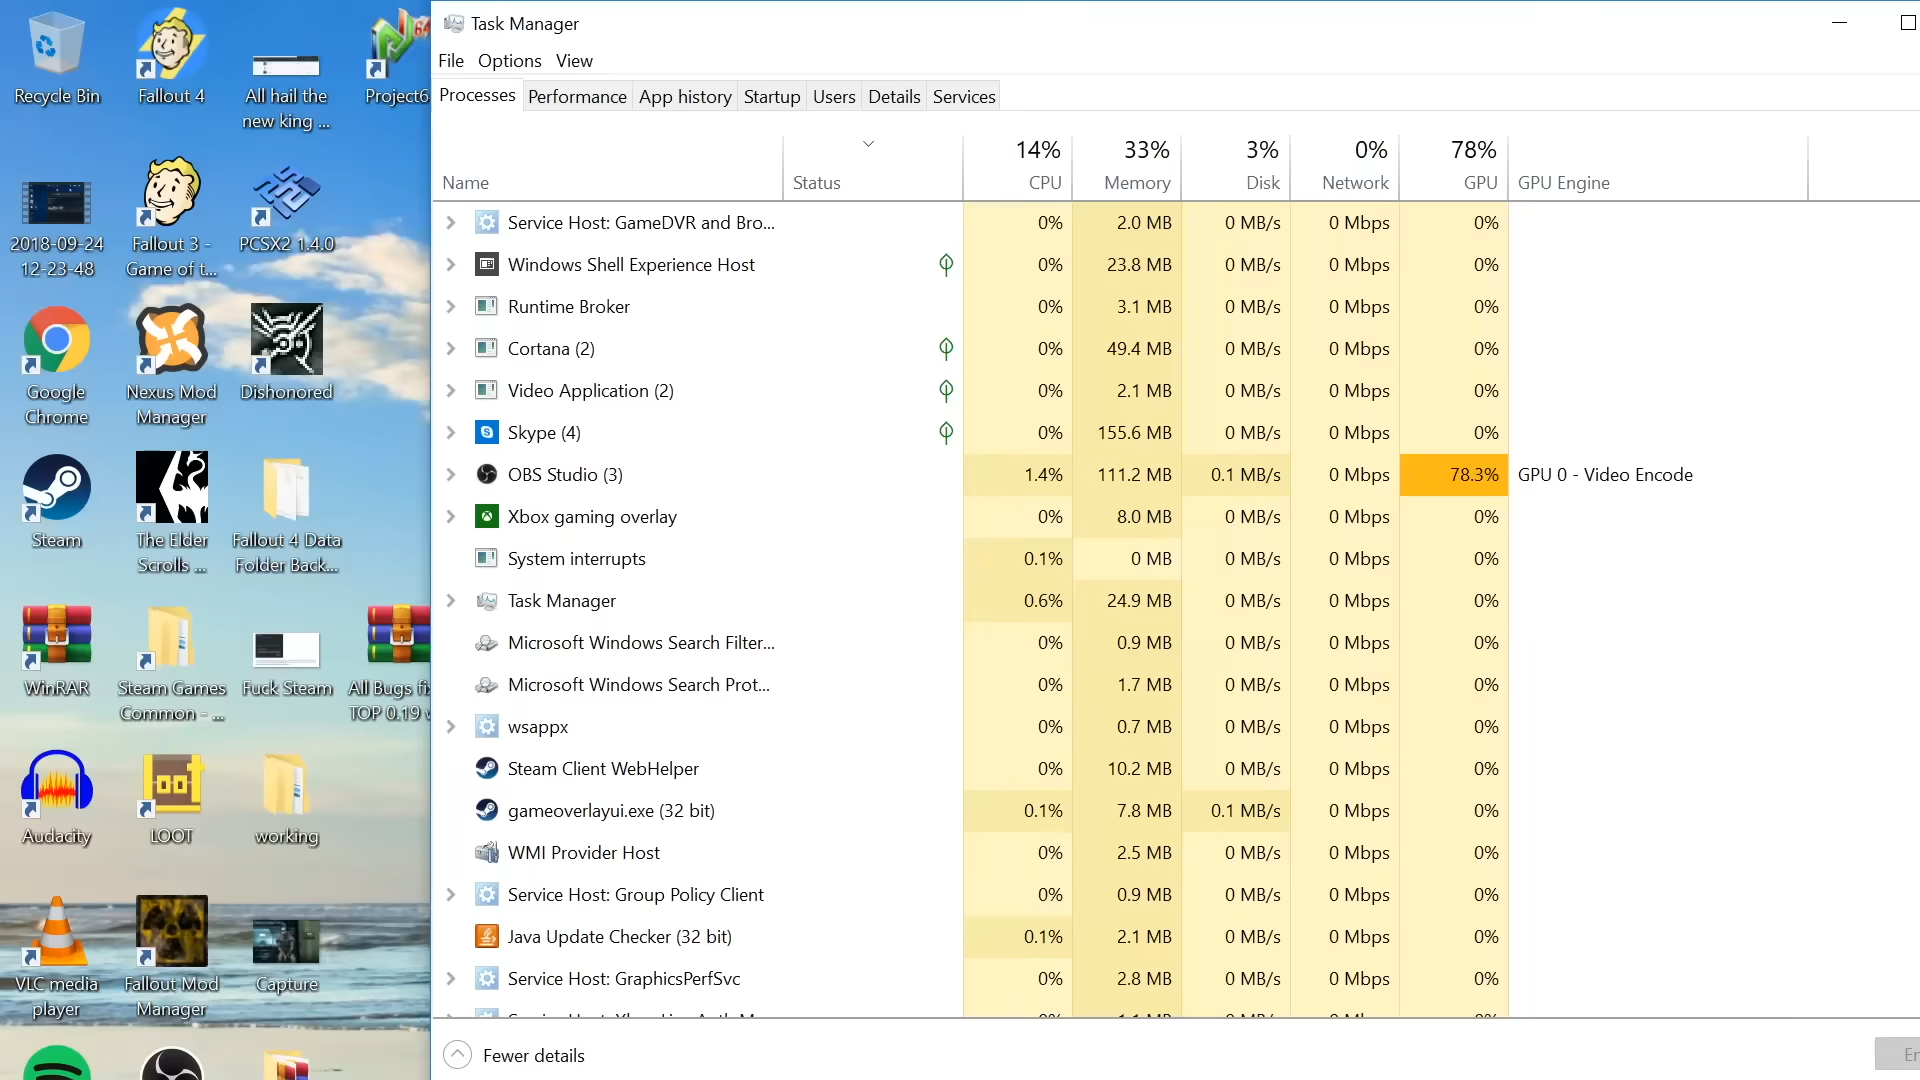 Recycle Bin
Fallout 4
All hail the
new king ...
Project6
2018-09-24
12-23-48
Fallout 3 -
Game of t...
PCSX2 1.4.0
Google
Chrome
Nexus Mod
Manager
Dishonored
Steam
The Elder
Scrolls ...
Fallout 4 Data
Folder Back...
WinRAR
Steam Games
Common - ...
Fuck Steam
All Bugs fi
TOP 0.19 v
Audacity
LOOT
working
VLC media
player
Fallout Mod
Manager
Capture
Task Manager
File Options View
Processes Performance App history Startup Users Details Services
14% 33% 3% 0% 78%
Name Status CPU Memory Disk Network GPU GPU Engine
Service Host: GameDVR and Bro... 0% 2.0 MB 0 MB/s 0 Mbps 0%
Windows Shell Experience Host 0% 23.8 MB 0 MB/s 0 Mbps 0%
Runtime Broker 0% 3.1 MB 0 MB/s 0 Mbps 0%
Cortana (2) 0% 49.4 MB 0 MB/s 0 Mbps 0%
Video Application (2) 0% 2.1 MB 0 MB/s 0 Mbps 0%
Skype (4) 0% 155.6 MB 0 MB/s 0 Mbps 0%
OBS Studio (3) 1.4% 111.2 MB 0.1 MB/s 0 Mbps 78.3% GPU 0 - Video Encode
Xbox gaming overlay 0% 8.0 MB 0 MB/s 0 Mbps 0%
System interrupts 0.1% 0 MB 0 MB/s 0 Mbps 0%
Task Manager 0.6% 24.9 MB 0 MB/s 0 Mbps 0%
Microsoft Windows Search Filter... 0% 0.9 MB 0 MB/s 0 Mbps 0%
Microsoft Windows Search Prot... 0% 1.7 MB 0 MB/s 0 Mbps 0%
wsappx 0% 0.7 MB 0 MB/s 0 Mbps 0%
Steam Client WebHelper 0% 10.2 MB 0 MB/s 0 Mbps 0%
gameoverlayui.exe (32 bit) 0.1% 7.8 MB 0.1 MB/s 0 Mbps 0%
WMI Provider Host 0% 2.5 MB 0 MB/s 0 Mbps 0%
Service Host: Group Policy Client 0% 0.9 MB 0 MB/s 0 Mbps 0%
Java Update Checker (32 bit) 0.1% 2.1 MB 0 MB/s 0 Mbps 0%
Service Host: GraphicsPerfSvc 0% 2.8 MB 0 MB/s 0 Mbps 0%
Fewer details